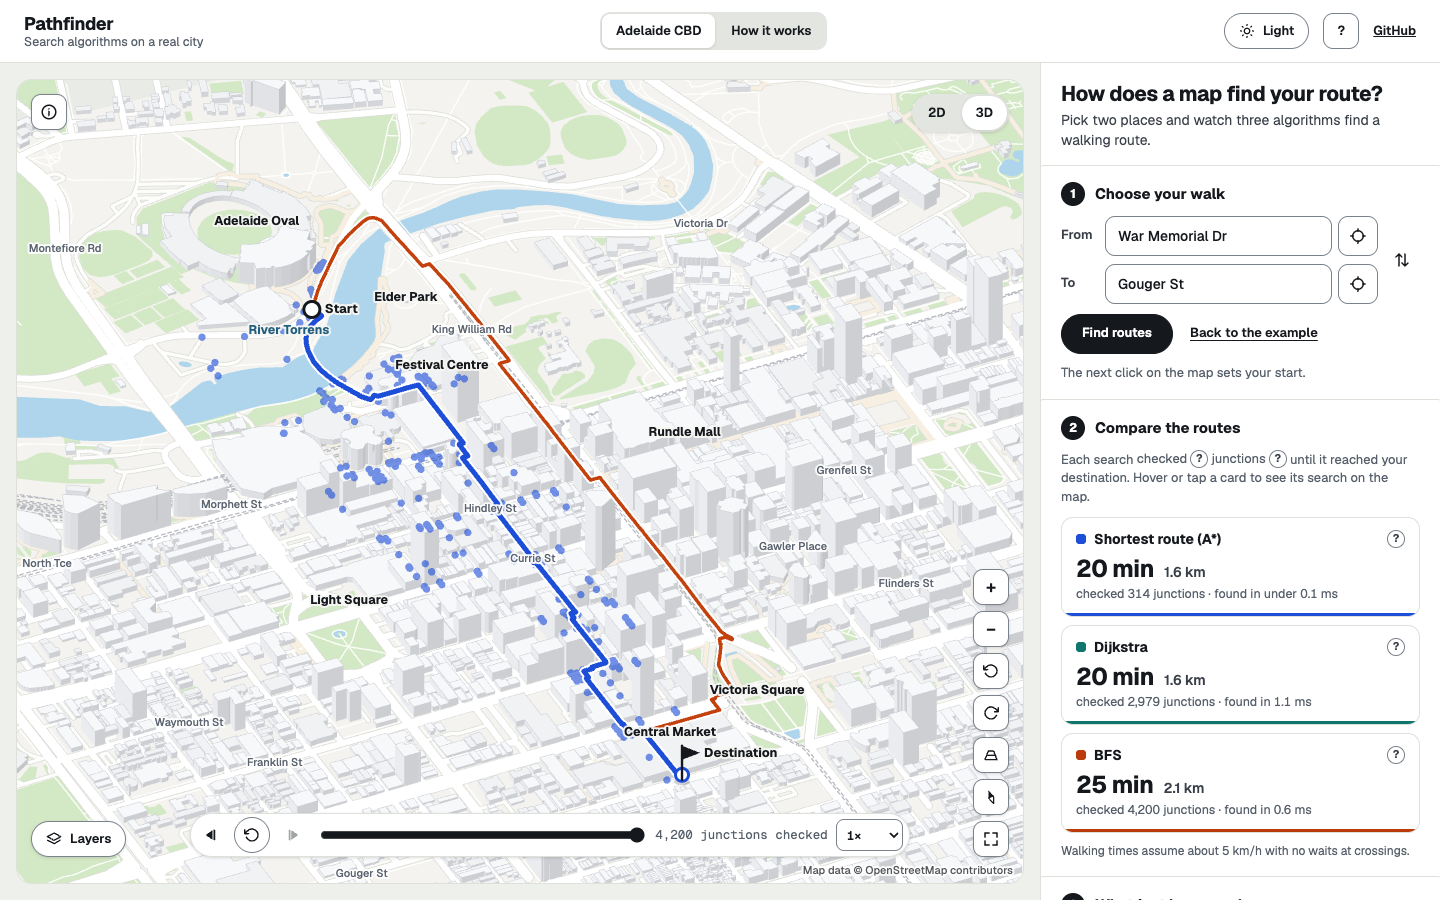 Pathfinder
Search algorithms on a real city
Adelaide CBD
How it works
Light
?
GitHub
2D
3D
Adelaide Oval
Montefiore Rd
Victoria Dr
Elder Park
Start
River Torrens
King William Rd
Festival Centre
Rundle Mall
Grenfell St
Morphett St
Hindley St
Gawler Place
North Tce
Currie St
Flinders St
Light Square
Victoria Square
Waymouth St
Central Market
Destination
Franklin St
Gouger St
Layers
4,200 junctions checked
1×
Map data © OpenStreetMap contributors
How does a map find your route?
Pick two places and watch three algorithms find a
walking route.
1 Choose your walk
From
War Memorial Dr
To
Gouger St
Find routes
Back to the example
The next click on the map sets your start.
2 Compare the routes
Each search checked ? junctions ? until it reached your
destination. Hover or tap a card to see its search on the
map.
Shortest route (A*) ?
20 min 1.6 km
checked 314 junctions · found in under 0.1 ms
Dijkstra ?
20 min 1.6 km
checked 2,979 junctions · found in 1.1 ms
BFS ?
25 min 2.1 km
checked 4,200 junctions · found in 0.6 ms
Walking times assume about 5 km/h with no waits at crossings.